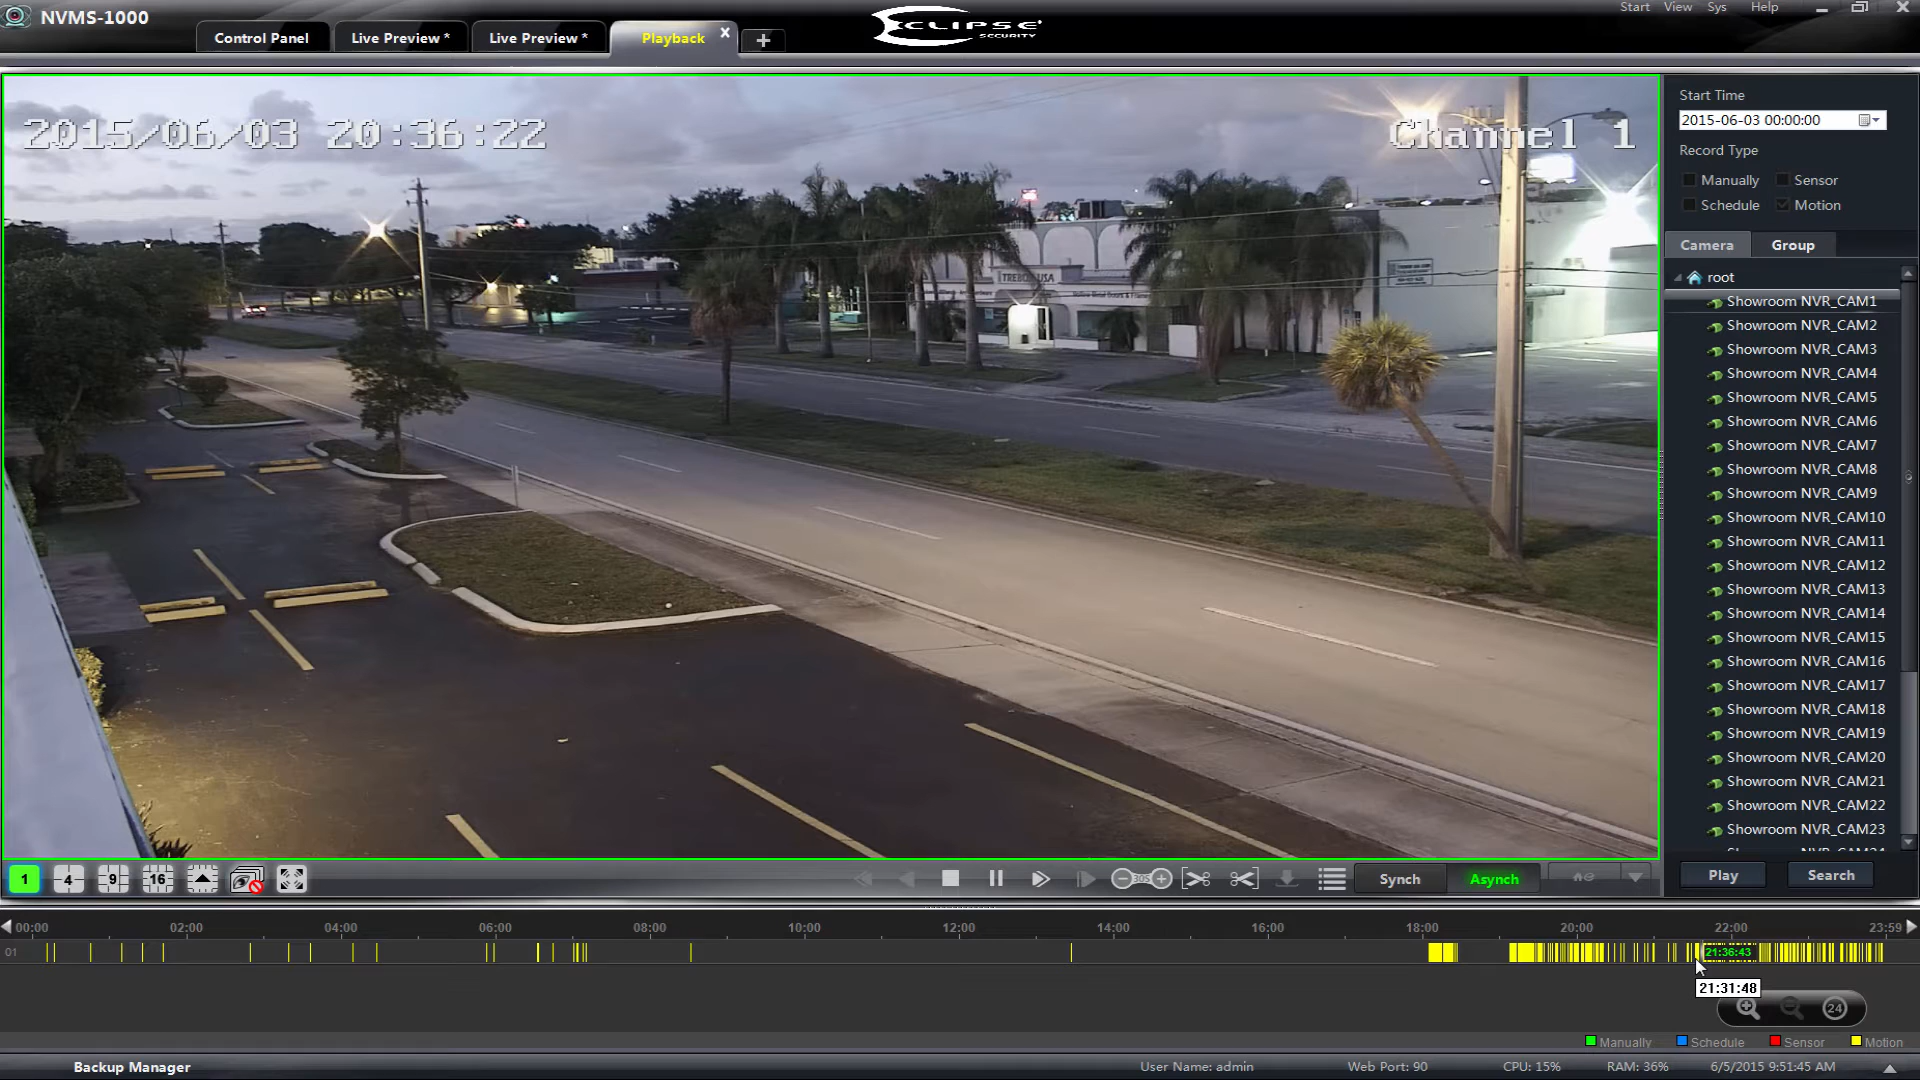 NVMS-1000
Control Panel
Live Preview *
Live Preview *
Playback
x
+
ECLIPSE
SECURITY
Start View Sys Help
2015/06/03 20:36:22
Channel 1
TREBOR USA
Start Time
2015-06-03 00:00:00
Record Type
Manually Sensor
Schedule Motion
Camera Group
root
Showroom NVR_CAM1
Showroom NVR_CAM2
Showroom NVR_CAM3
Showroom NVR_CAM4
Showroom NVR_CAM5
Showroom NVR_CAM6
Showroom NVR_CAM7
Showroom NVR_CAM8
Showroom NVR_CAM9
Showroom NVR_CAM10
Showroom NVR_CAM11
Showroom NVR_CAM12
Showroom NVR_CAM13
Showroom NVR_CAM14
Showroom NVR_CAM15
Showroom NVR_CAM16
Showroom NVR_CAM17
Showroom NVR_CAM18
Showroom NVR_CAM19
Showroom NVR_CAM20
Showroom NVR_CAM21
Showroom NVR_CAM22
Showroom NVR_CAM23
Play Search
1 4 9 16
30S
Synch Asynch
00:00 02:00 04:00 06:00 08:00 10:00 12:00 14:00 16:00 18:00 20:00 22:00 23:59
01
21:36:43
21:31:48
24
Manually Schedule Sensor Motion
Backup Manager
User Name: admin
Web Port: 90
CPU: 15%
RAM: 36%
6/5/2015 9:51:45 AM